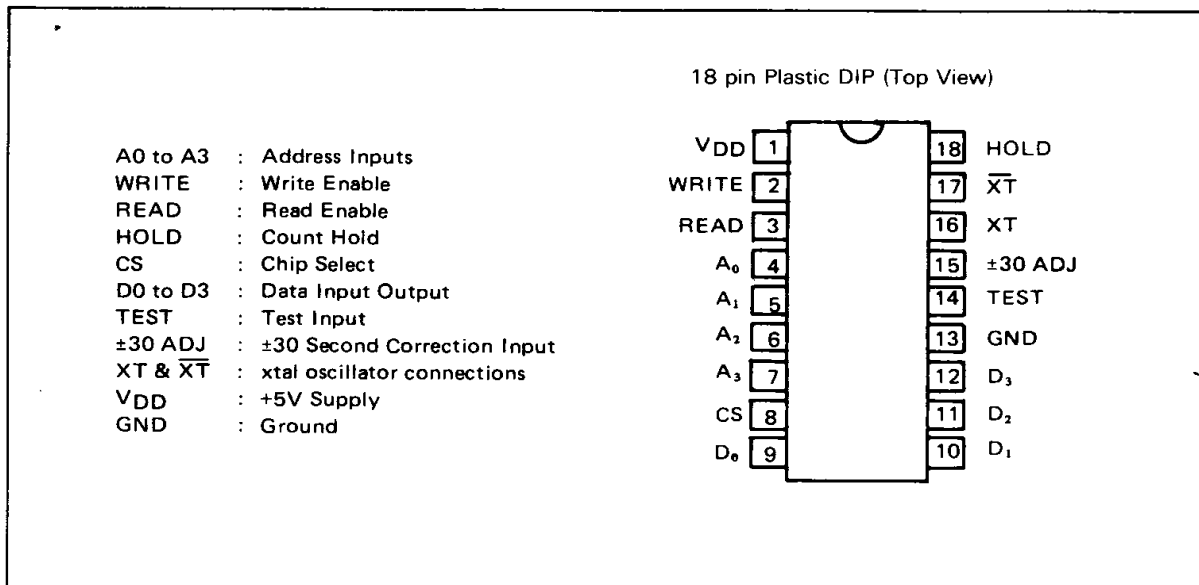 18 pin Plastic DIP (Top View)
A0 to A3 : Address Inputs
WRITE : Write Enable
READ : Read Enable
HOLD : Count Hold
CS : Chip Select
D0 to D3 : Data Input Output
TEST : Test Input
±30 ADJ : ±30 Second Correction Input
XT & X̅T̅ : xtal oscillator connections
VDD : +5V Supply
GND : Ground
VDD 1 18 HOLD
WRITE 2 17 X̅T̅
READ 3 16 XT
A₀ 4 15 ±30 ADJ
A₁ 5 14 TEST
A₂ 6 13 GND
A₃ 7 12 D₃
CS 8 11 D₂
D₀ 9 10 D₁